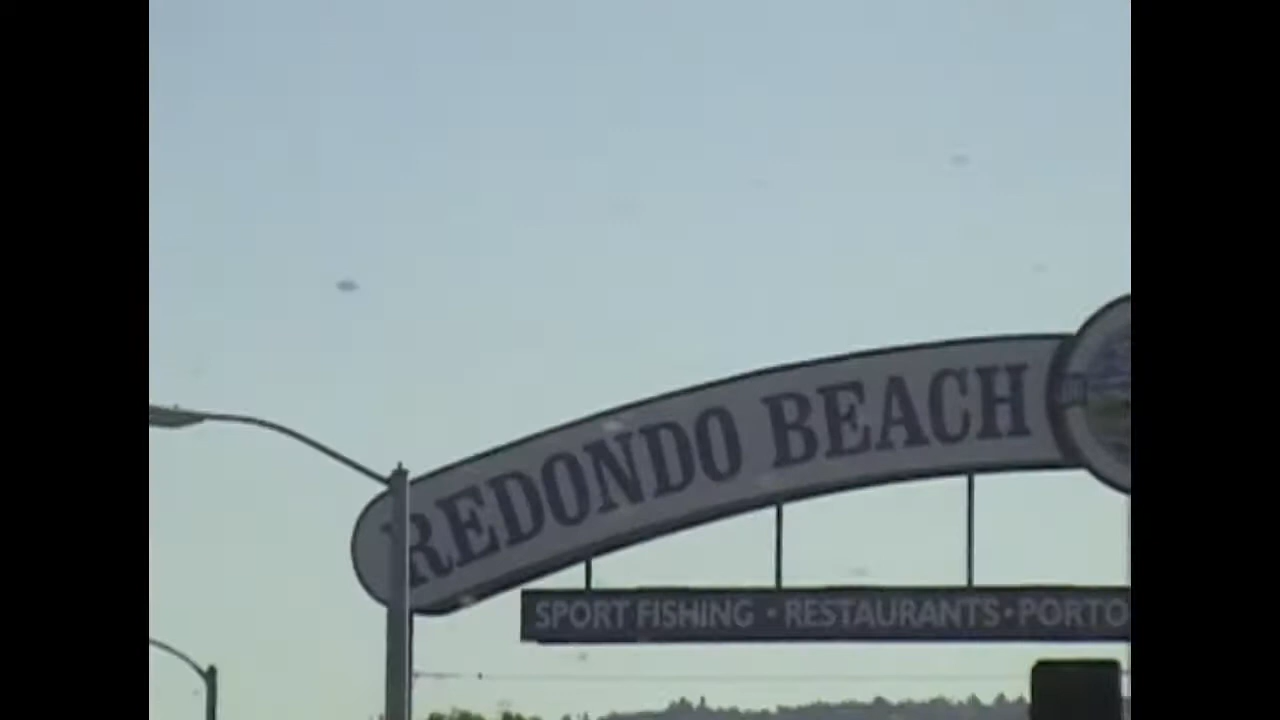 REDONDO BEACH
SPORT FISHING • RESTAURANTS • PORTO